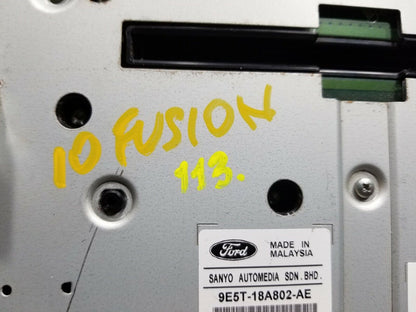 10 FUSION
113.
Ford
MADE IN
MALAYSIA
SANYO AUTOMEDIA SDN. BHD.
9E5T-18A802-AE